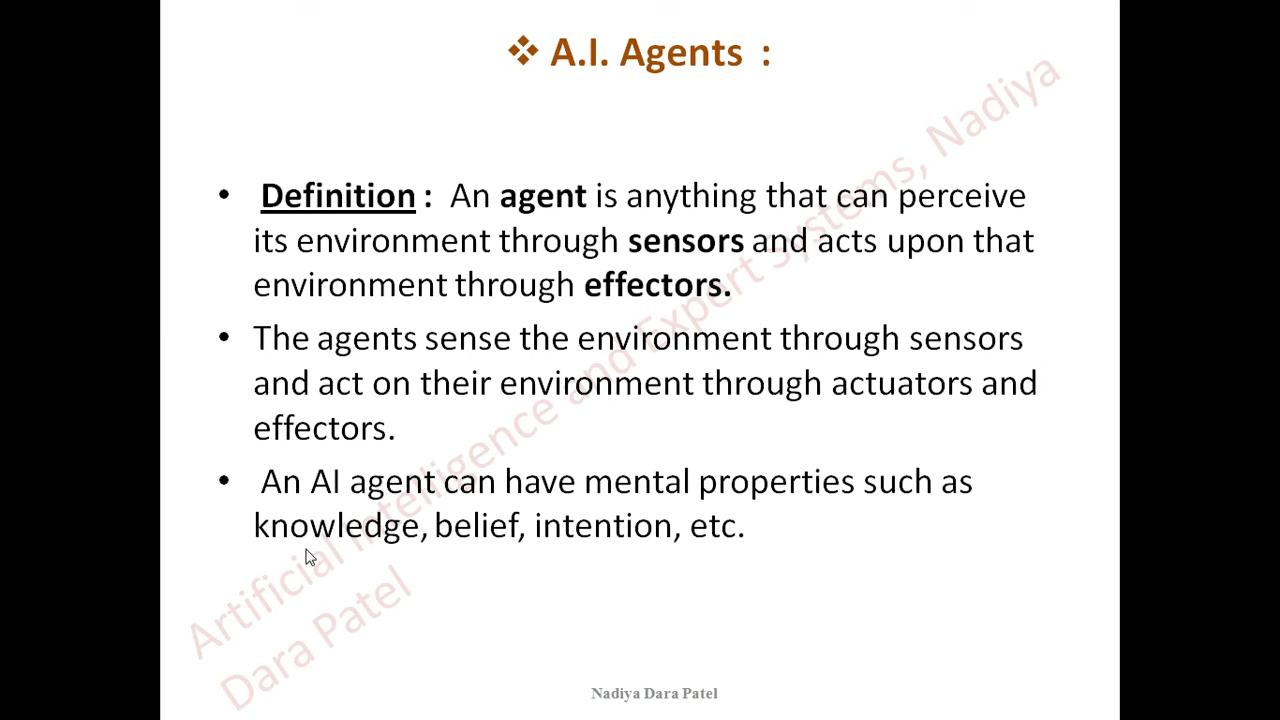 ❖ A.I. Agents :
• Definition : An agent is anything that can perceive
its environment through sensors and acts upon that
environment through effectors.
• The agents sense the environment through sensors
and act on their environment through actuators and
effectors.
• An AI agent can have mental properties such as
knowledge, belief, intention, etc.
Artificial Intelligence and Expert Systems, Nadiya
Dara Patel
Nadiya Dara Patel